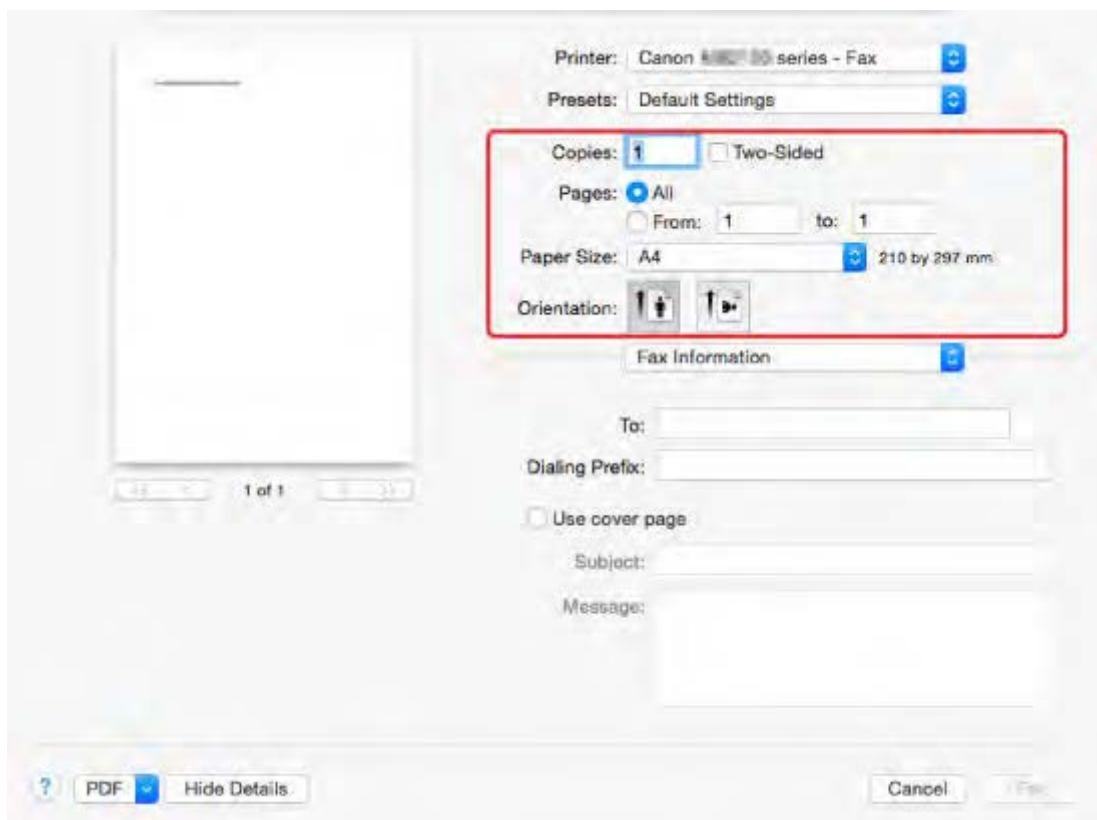 Printer: Canon series - Fax
Presets: Default Settings
Copies: 1 Two-Sided
Pages: All
From: 1 to: 1
Paper Size: A4 210 by 297 mm
Orientation:
Fax Information
To:
Dialing Prefix:
1 of 1
Use cover page
Subject:
Message:
? PDF Hide Details Cancel Fax